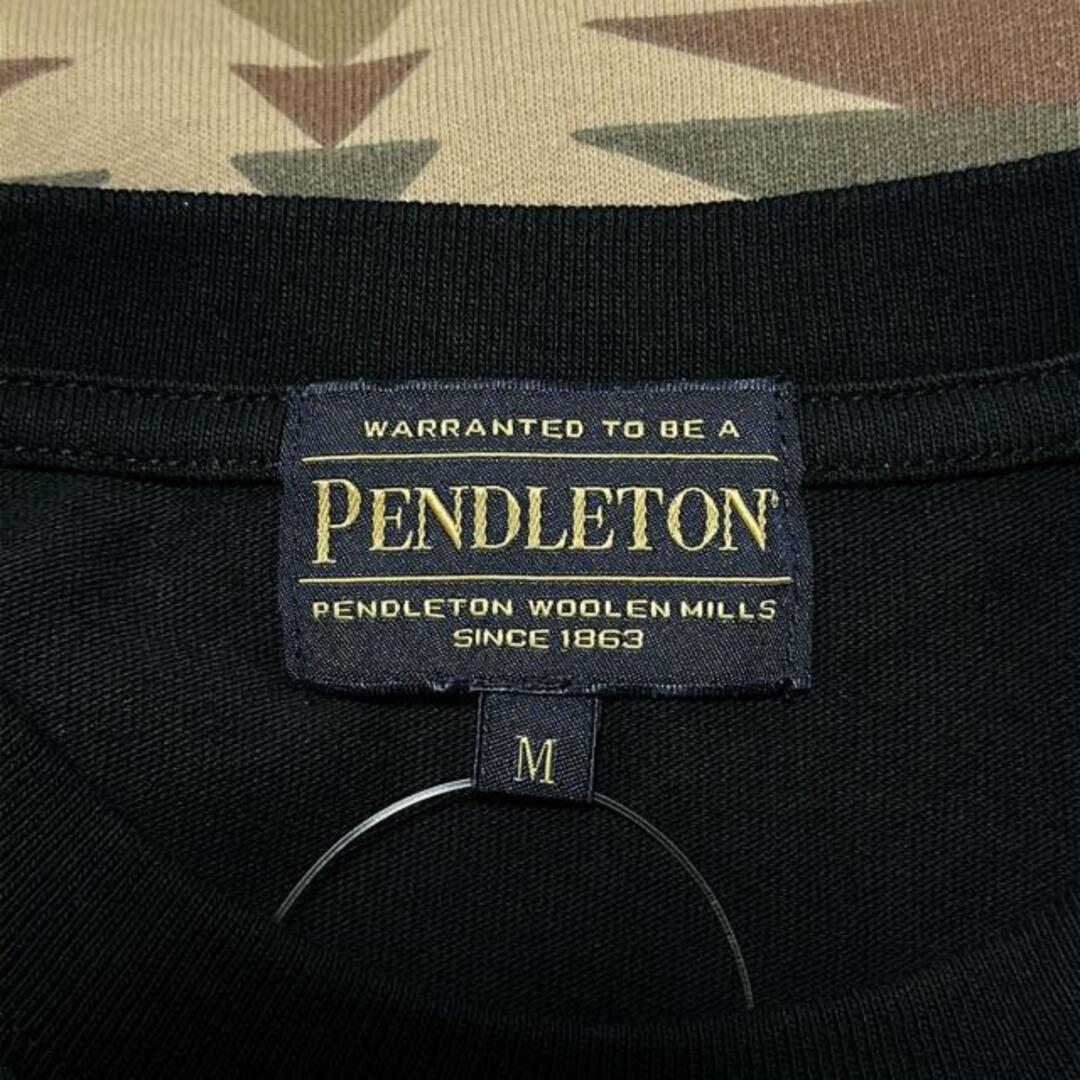 WARRANTED TO BE A
PENDLETON®
PENDLETON WOOLEN MILLS
SINCE 1863
M